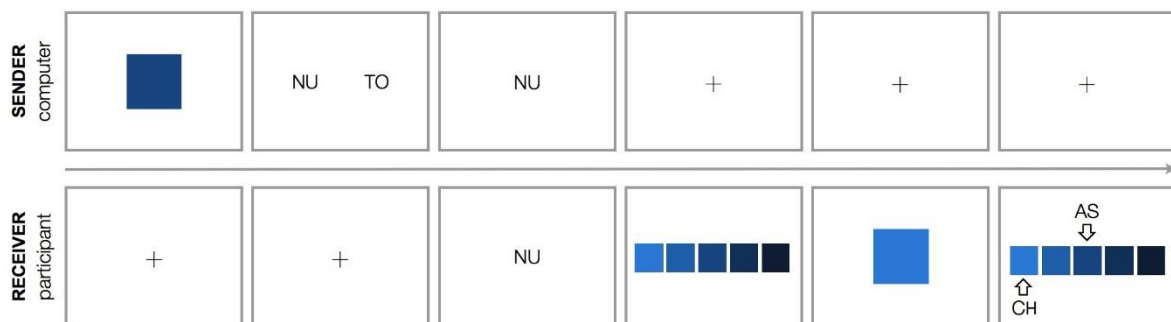 SENDER
computer
NU TO
NU
RECEIVER
participant
NU
AS
CH